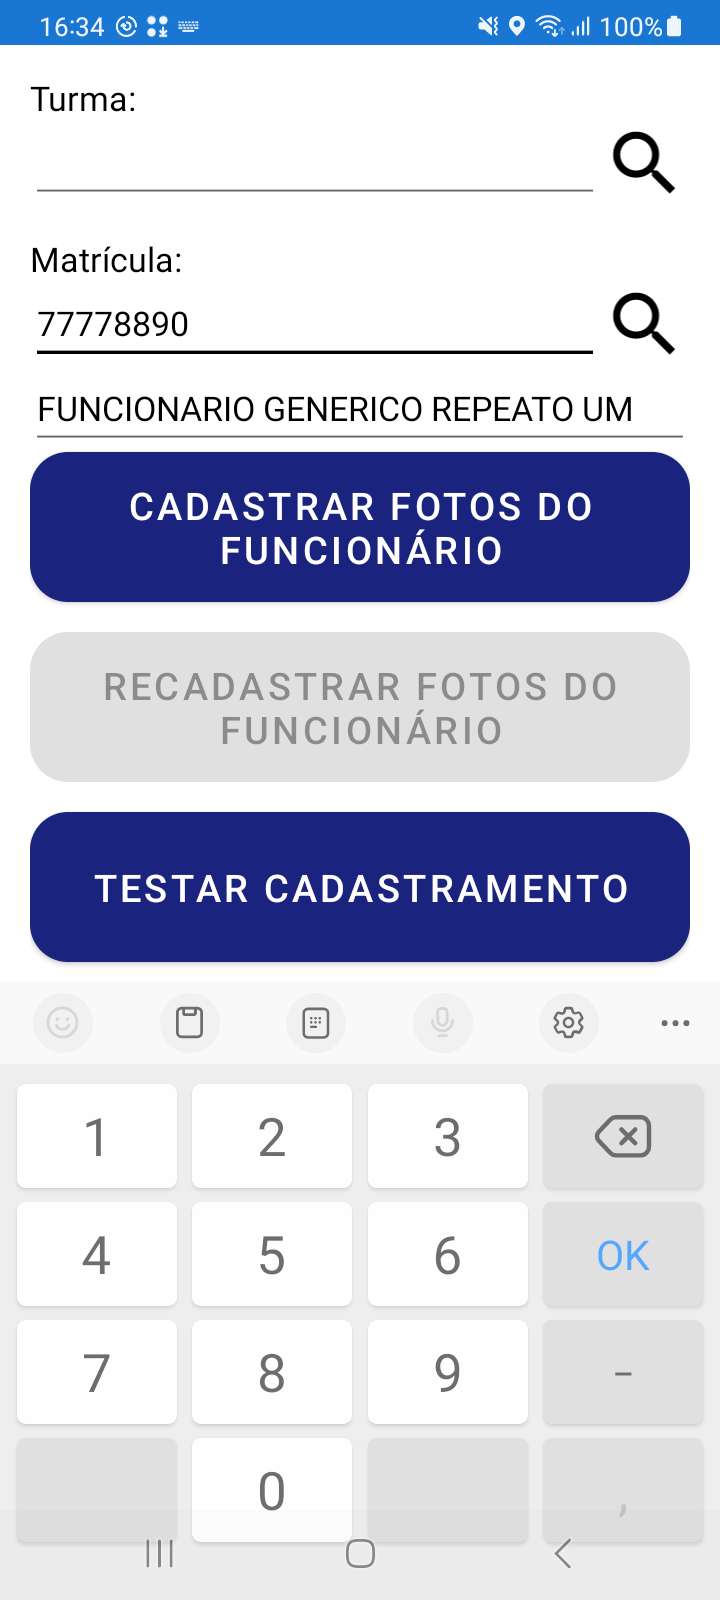 16:34 100%
Turma:
Matrícula:
77778890
FUNCIONARIO GENERICO REPEATO UM
CADASTRAR FOTOS DO
FUNCIONÁRIO
RECADASTRAR FOTOS DO
FUNCIONÁRIO
TESTAR CADASTRAMENTO
1 2 3
4 5 6 OK
7 8 9 -
0 ,